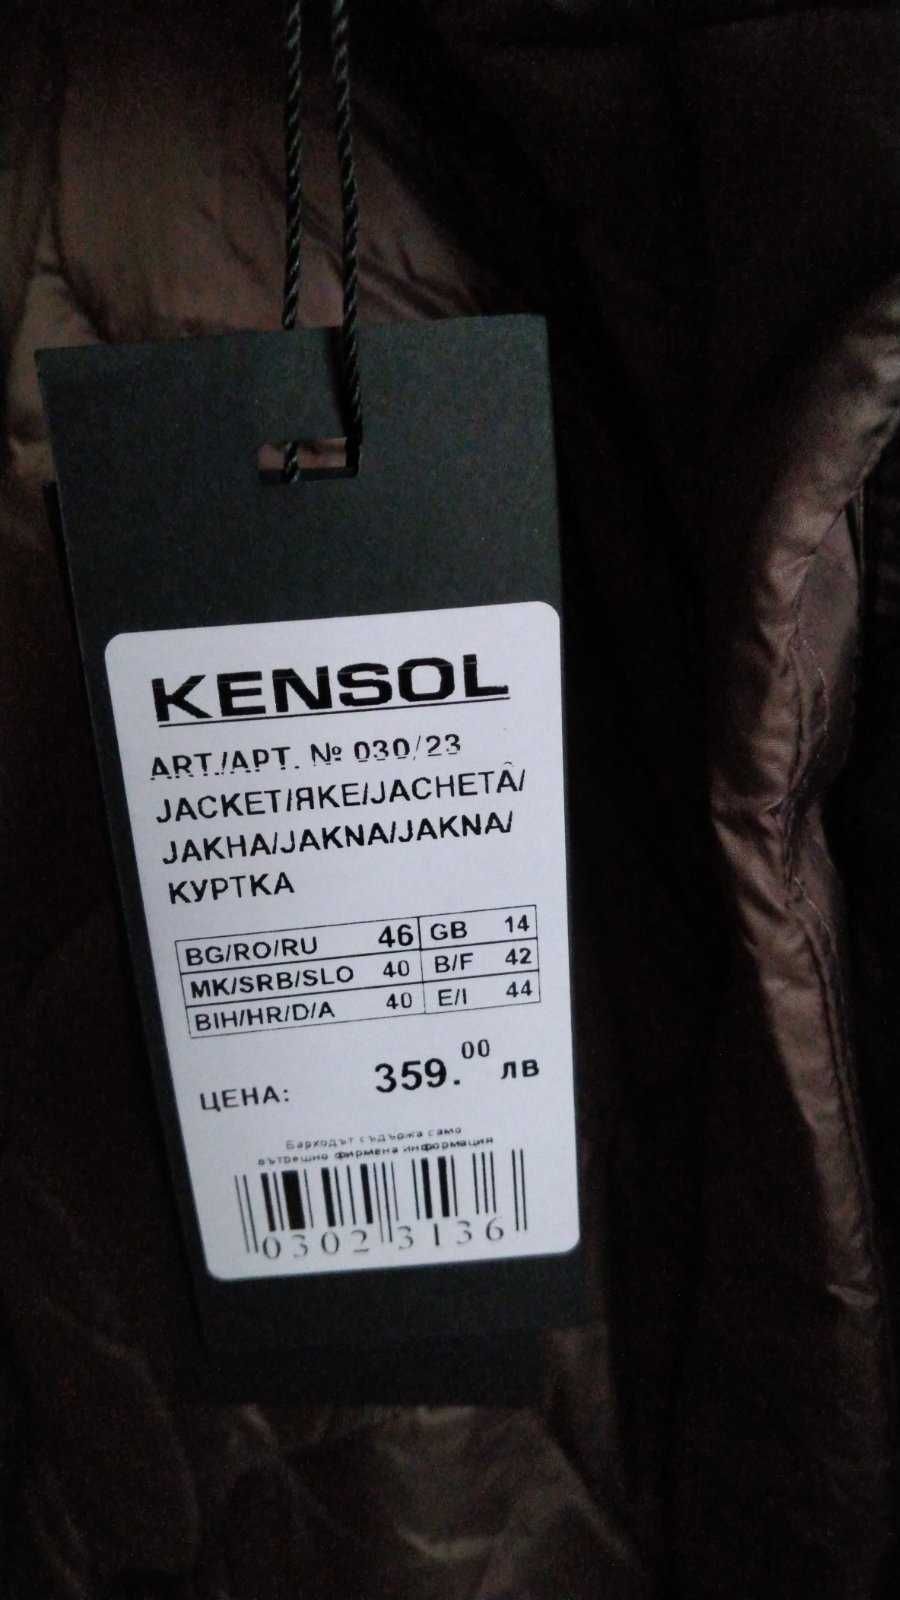 KENSOL
ART./АРТ. № 030/23
JACKET/ЯКЕ/JACHETĂ/
JAKHA/JAKNA/JAKNA/
КУРТКА
BG/RO/RU 46 GB 14
MK/SRB/SLO 40 B/F 42
BIH/HR/D/A 40 E/I 44
ЦЕНА: 359.00 лв
Баркодът съдържа само
вътрешно фирмена информация
03023136